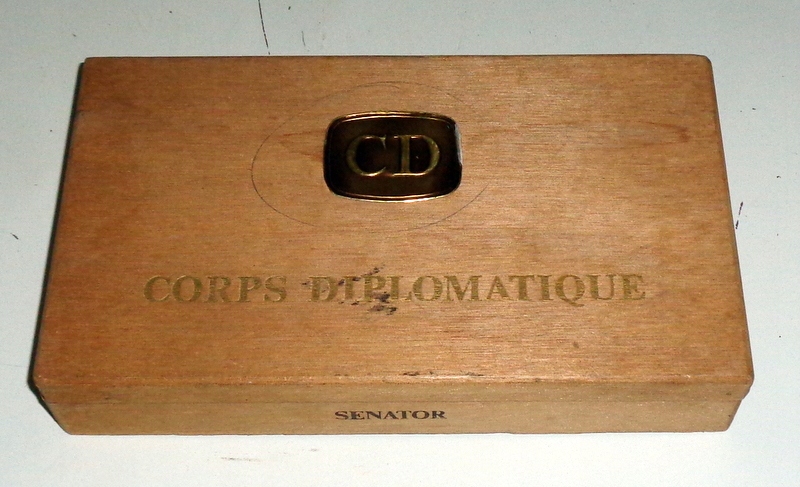 CD
CORPS DIPLOMATIQUE
SENATOR